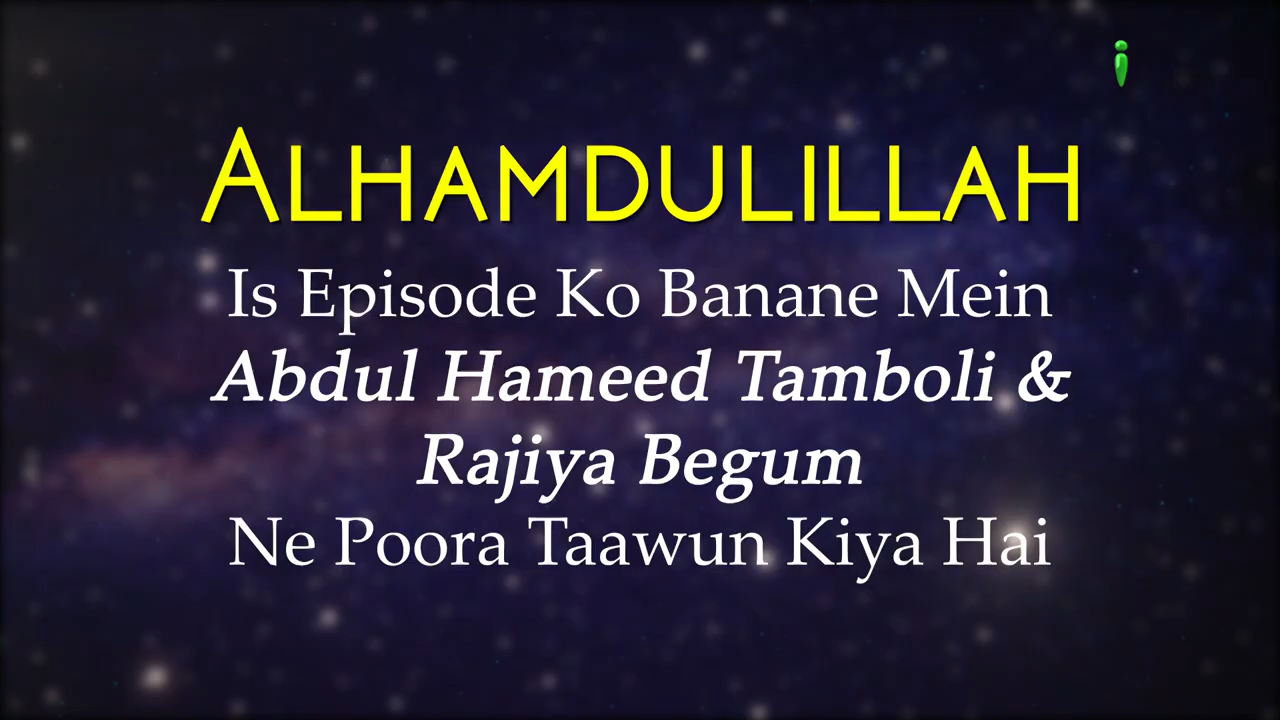 ALHAMDULILLAH
Is Episode Ko Banane Mein
Abdul Hameed Tamboli &
Rajiya Begum
Ne Poora Taawun Kiya Hai